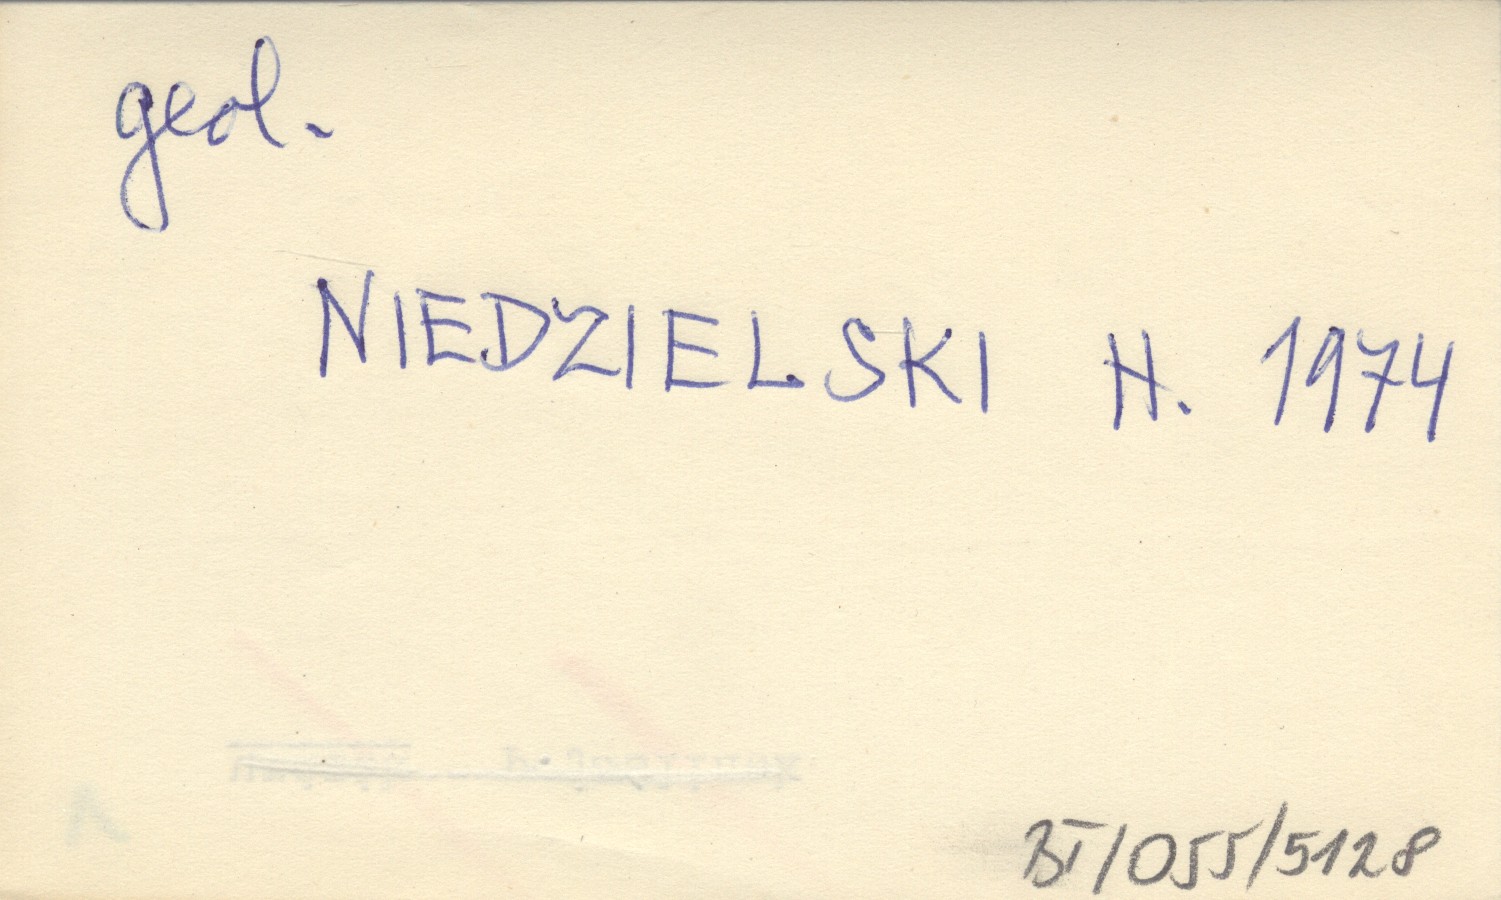 geol.
NIEDZIELSKI H. 1974
BT/055/5128